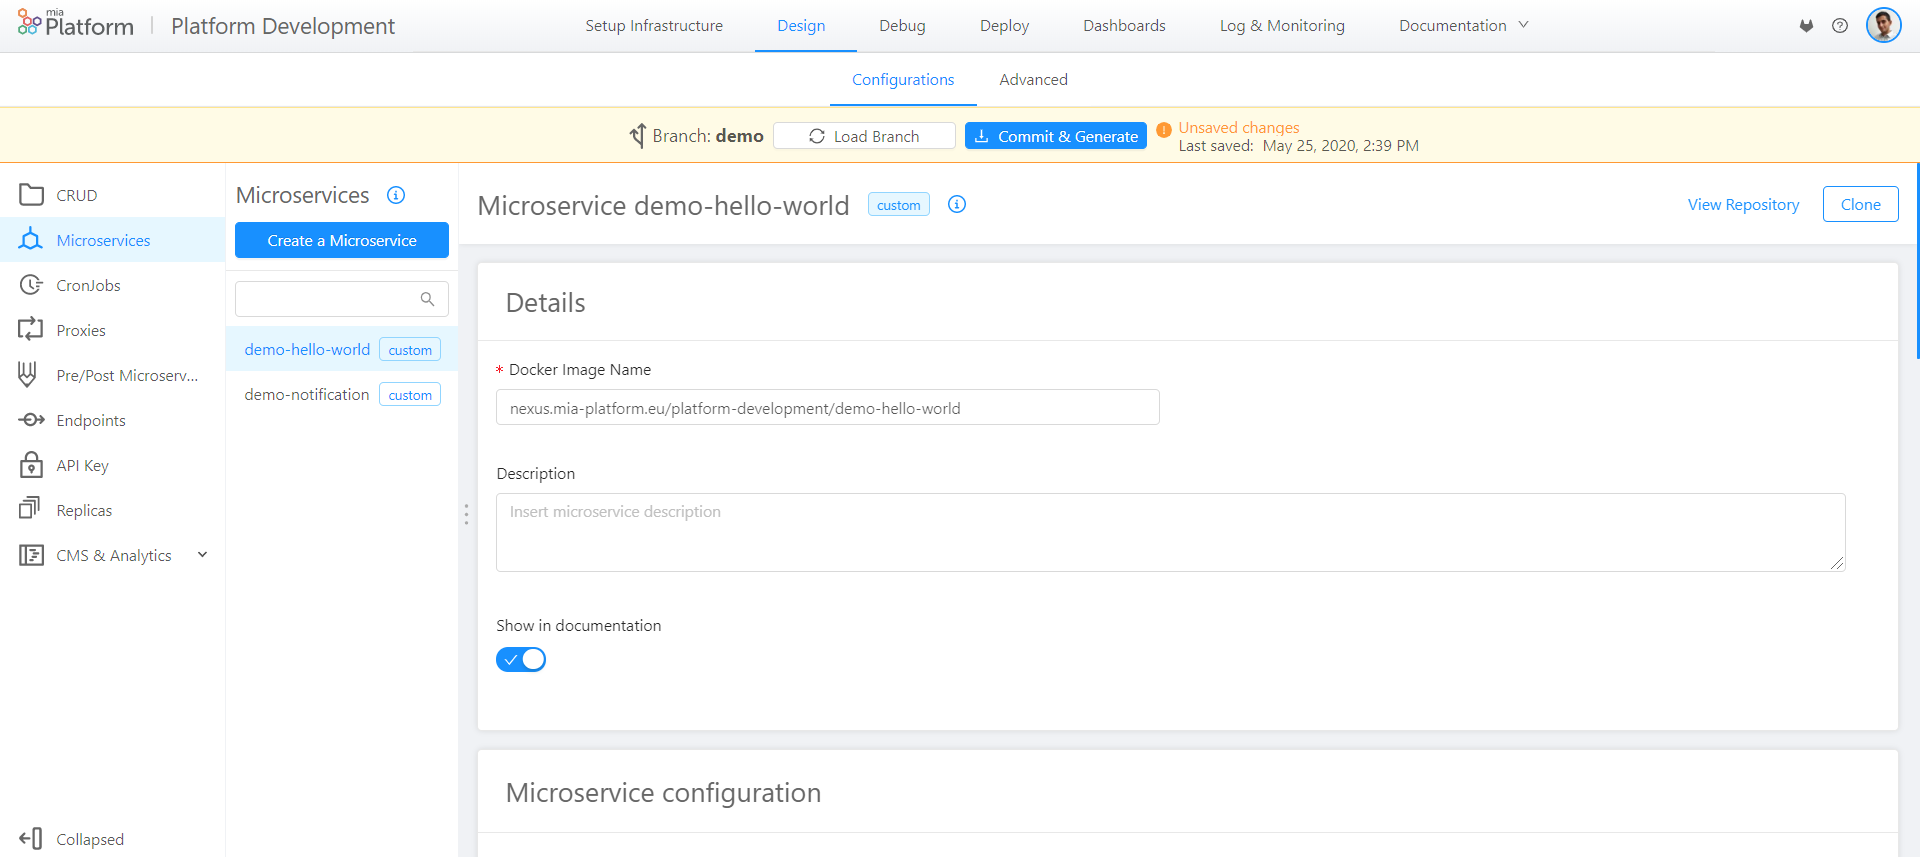 mia
Platform
Platform Development
Setup Infrastructure
Design
Debug
Deploy
Dashboards
Log & Monitoring
Documentation
Configurations
Advanced
Branch: demo
Load Branch
Commit & Generate
Unsaved changes
Last saved: May 25, 2020, 2:39 PM
CRUD
Microservices
CronJobs
Proxies
Pre/Post Microserv...
Endpoints
API Key
Replicas
CMS & Analytics
Collapsed
Microservices
Create a Microservice
demo-hello-world custom
demo-notification custom
Microservice demo-hello-world custom
View Repository
Clone
Details
* Docker Image Name
nexus.mia-platform.eu/platform-development/demo-hello-world
Description
Insert microservice description
Show in documentation
Microservice configuration